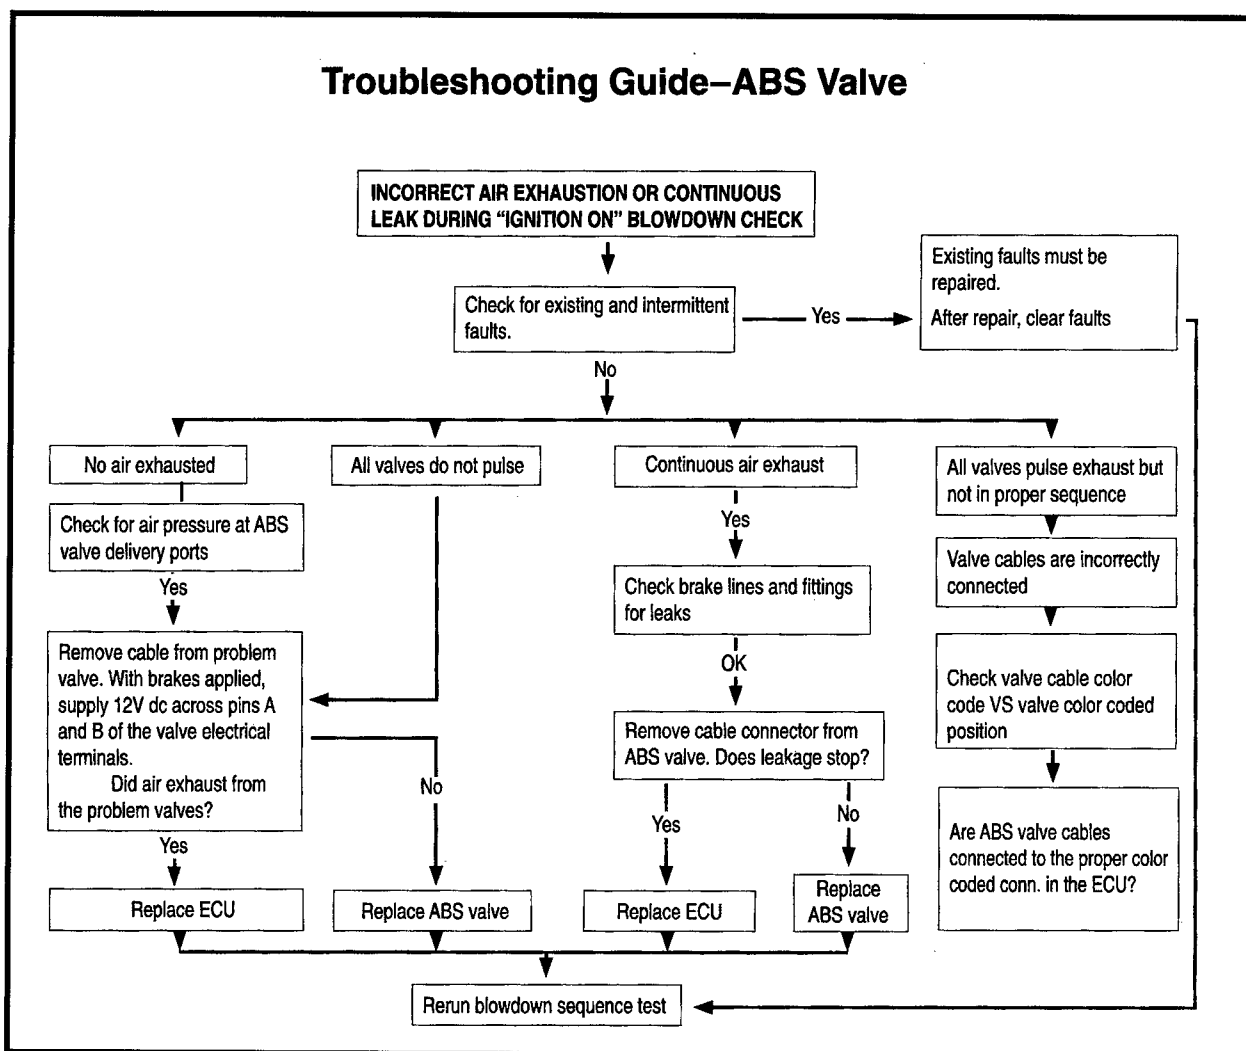 Troubleshooting Guide–ABS Valve
INCORRECT AIR EXHAUSTION OR CONTINUOUS
LEAK DURING “IGNITION ON” BLOWDOWN CHECK
Check for existing and intermittent
faults.
Yes
Existing faults must be
repaired.
After repair, clear faults
No
No air exhausted
Check for air pressure at ABS
valve delivery ports
Yes
Remove cable from problem
valve. With brakes applied,
supply 12V dc across pins A
and B of the valve electrical
terminals.
Did air exhaust from
the problem valves?
Yes
Replace ECU
All valves do not pulse
No
Replace ABS valve
Continuous air exhaust
Yes
Check brake lines and fittings
for leaks
OK
Remove cable connector from
ABS valve. Does leakage stop?
Yes
Replace ECU
No
Replace
ABS valve
All valves pulse exhaust but
not in proper sequence
Valve cables are incorrectly
connected
Check valve cable color
code VS valve color coded
position
Are ABS valve cables
connected to the proper color
coded conn. in the ECU?
Rerun blowdown sequence test